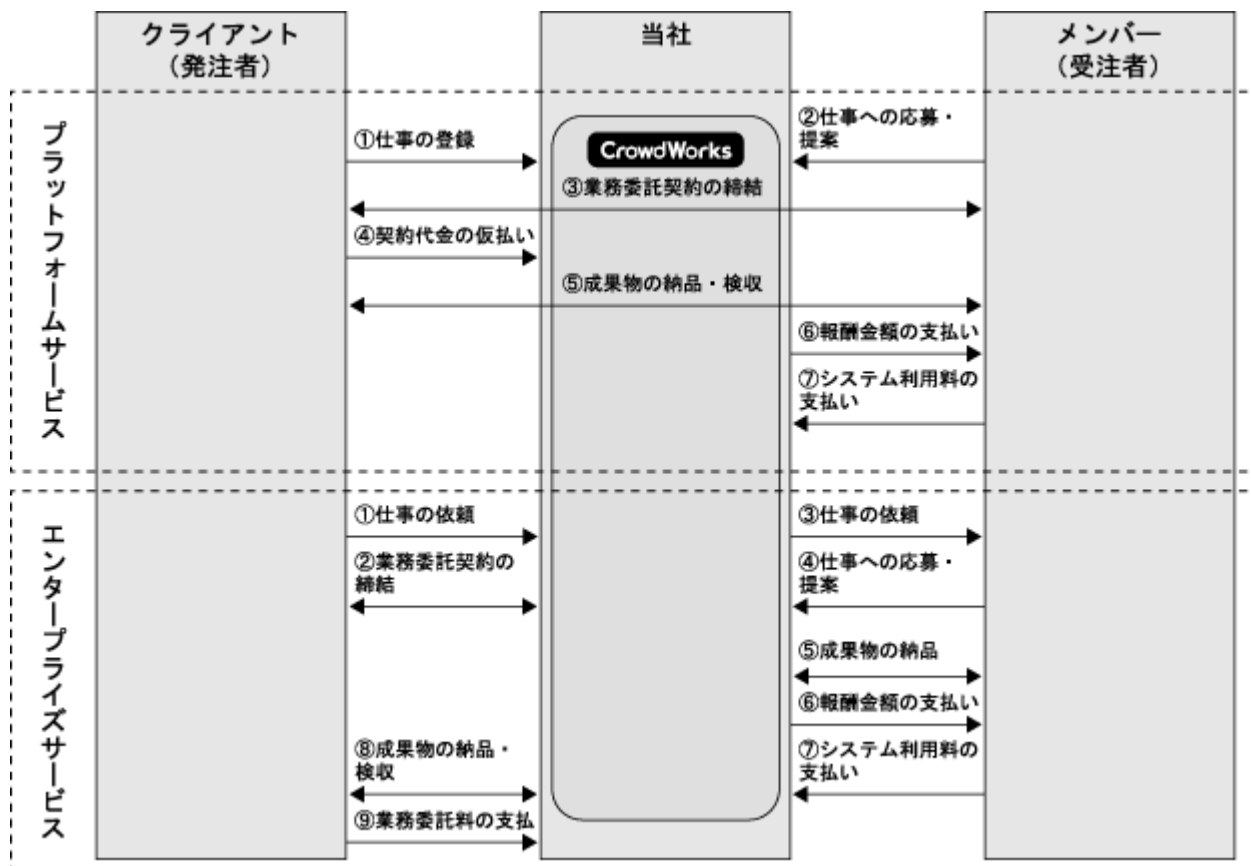 クライアント
（発注者）
当社
メンバー
（受注者）
プラットフォームサービス
①仕事の登録
②仕事への応募・
提案
CrowdWorks
③業務委託契約の締結
④契約代金の仮払い
⑤成果物の納品・検収
⑥報酬金額の支払い
⑦システム利用料の
支払い
エンタープライズサービス
①仕事の依頼
②業務委託契約の
締結
③仕事の依頼
④仕事への応募・
提案
⑤成果物の納品
⑥報酬金額の支払い
⑦システム利用料の
支払い
⑧成果物の納品・
検収
⑨業務委託料の支払